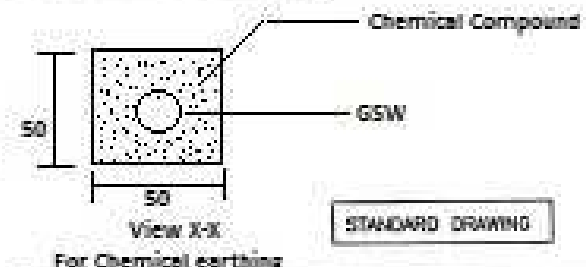 Chemical Compound
GSW
50
50
View X-X
STANDARD DRAWING
For Chemical earthing